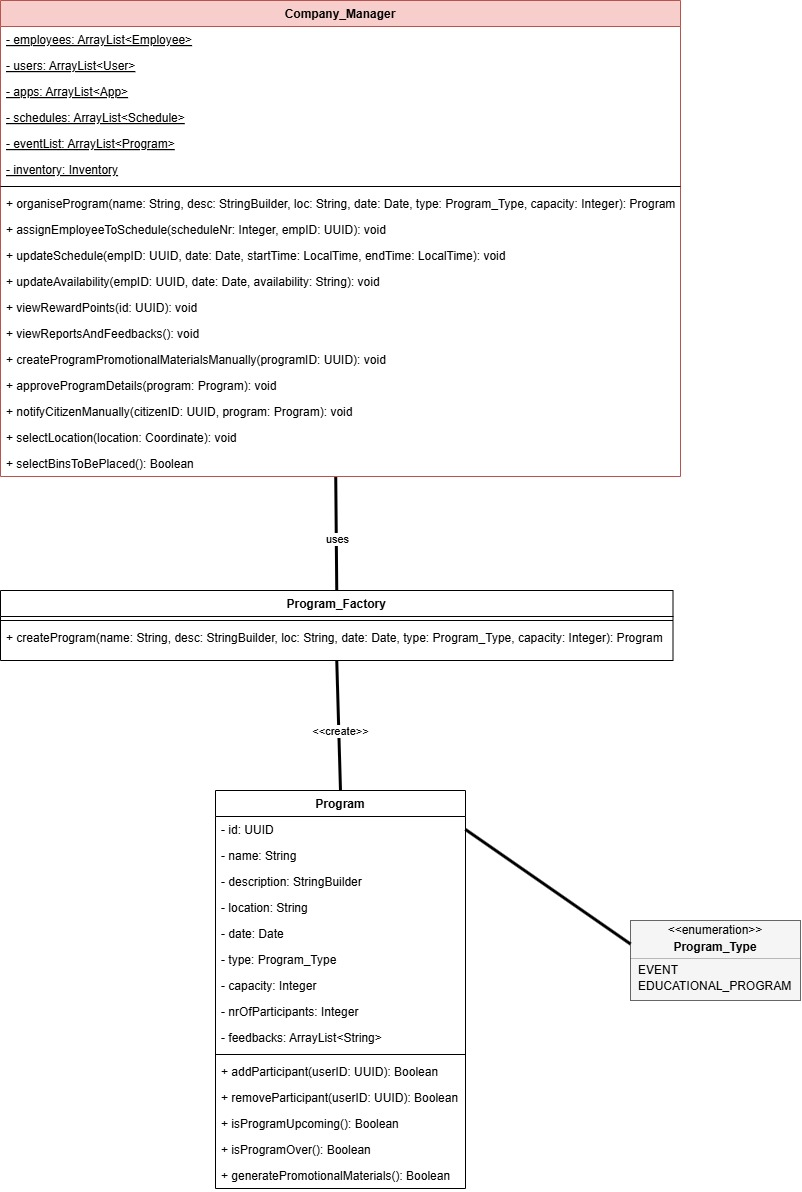 Company_Manager
- employees: ArrayList<Employee>
- users: ArrayList<User>
- apps: ArrayList<App>
- schedules: ArrayList<Schedule>
- eventList: ArrayList<Program>
- inventory: Inventory
+ organiseProgram(name: String, desc: StringBuilder, loc: String, date: Date, type: Program_Type, capacity: Integer): Program
+ assignEmployeeToSchedule(scheduleNr: Integer, empID: UUID): void
+ updateSchedule(empID: UUID, date: Date, startTime: LocalTime, endTime: LocalTime): void
+ updateAvailability(empID: UUID, date: Date, availability: String): void
+ viewRewardPoints(id: UUID): void
+ viewReportsAndFeedbacks(): void
+ createProgramPromotionalMaterialsManually(programID: UUID): void
+ approveProgramDetails(program: Program): void
+ notifyCitizenManually(citizenID: UUID, program: Program): void
+ selectLocation(location: Coordinate): void
+ selectBinsToBePlaced(): Boolean
uses
Program_Factory
+ createProgram(name: String, desc: StringBuilder, loc: String, date: Date, type: Program_Type, capacity: Integer): Program
<<create>>
Program
- id: UUID
- name: String
- description: StringBuilder
- location: String
- date: Date
- type: Program_Type
- capacity: Integer
- nrOfParticipants: Integer
- feedbacks: ArrayList<String>
+ addParticipant(userID: UUID): Boolean
+ removeParticipant(userID: UUID): Boolean
+ isProgramUpcoming(): Boolean
+ isProgramOver(): Boolean
+ generatePromotionalMaterials(): Boolean
<<enumeration>>
Program_Type
EVENT
EDUCATIONAL_PROGRAM